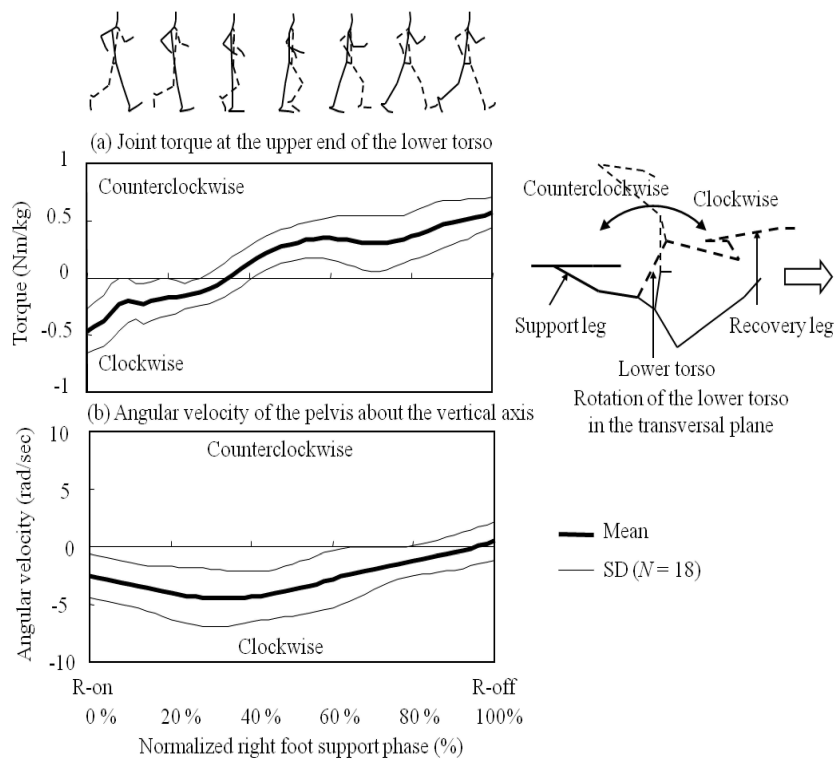 (a) Joint torque at the upper end of the lower torso
1
Counterclockwise
0.5
0
-0.5
Clockwise
-1
Torque (Nm/kg)
Counterclockwise
Clockwise
Support leg
Recovery leg
Lower torso
Rotation of the lower torso
in the transversal plane
(b) Angular velocity of the pelvis about the vertical axis
10
Counterclockwise
5
0
-5
Clockwise
-10
Angular velocity (rad/sec)
Mean
SD (N = 18)
R-on
R-off
0 %
20 %
40 %
60 %
80 %
100%
Normalized right foot support phase (%)